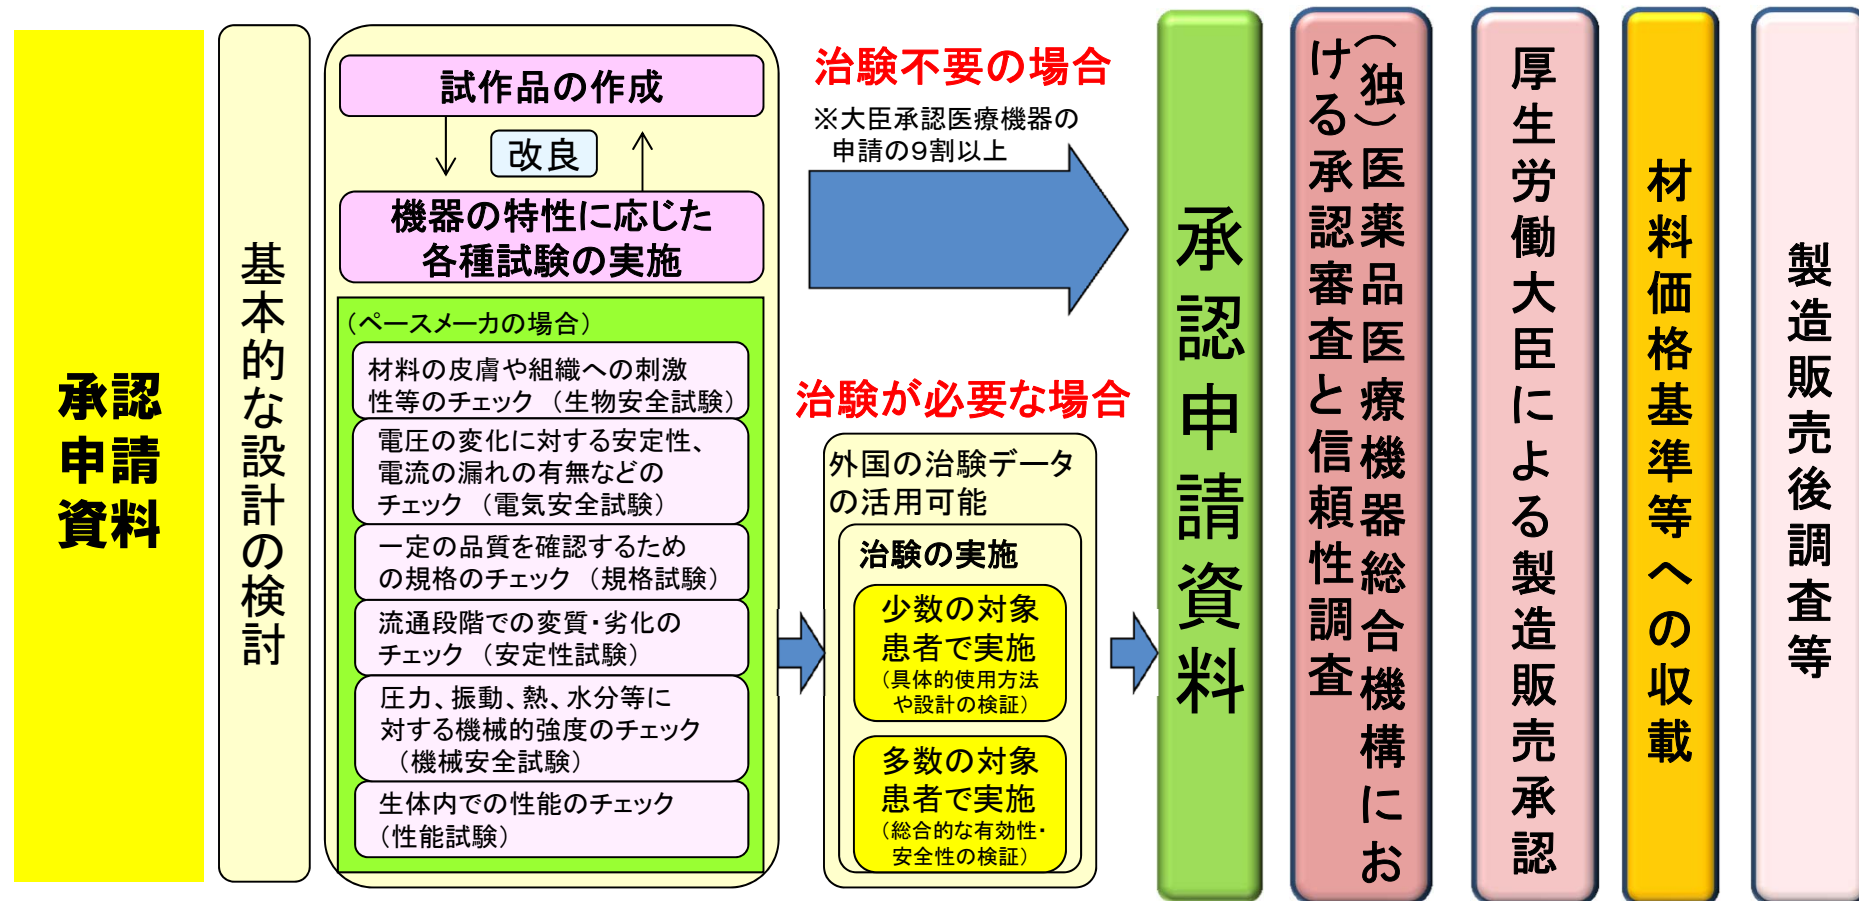 承認
申請
資料
基本的な設計の検討
試作品の作成
改良
機器の特性に応じた
各種試験の実施
（ペースメーカの場合）
材料の皮膚や組織への刺激
性等のチェック （生物安全試験）
電圧の変化に対する安定性、
電流の漏れの有無などの
チェック （電気安全試験）
一定の品質を確認するため
の規格のチェック （規格試験）
流通段階での変質・劣化の
チェック （安定性試験）
圧力、振動、熱、水分等に
対する機械的強度のチェック
（機械安全試験）
生体内での性能のチェック
（性能試験）
治験不要の場合
※大臣承認医療機器の
申請の９割以上
治験が必要な場合
外国の治験データ
の活用可能
治験の実施
少数の対象
患者で実施
（具体的使用方法
や設計の検証）
多数の対象
患者で実施
（総合的な有効性・
安全性の検証）
承認申請資料
（独）医薬品医療機器総合機構にお
ける承認審査と信頼性調査
厚生労働大臣による製造販売承認
材料価格基準等への収載
製造販売後調査等